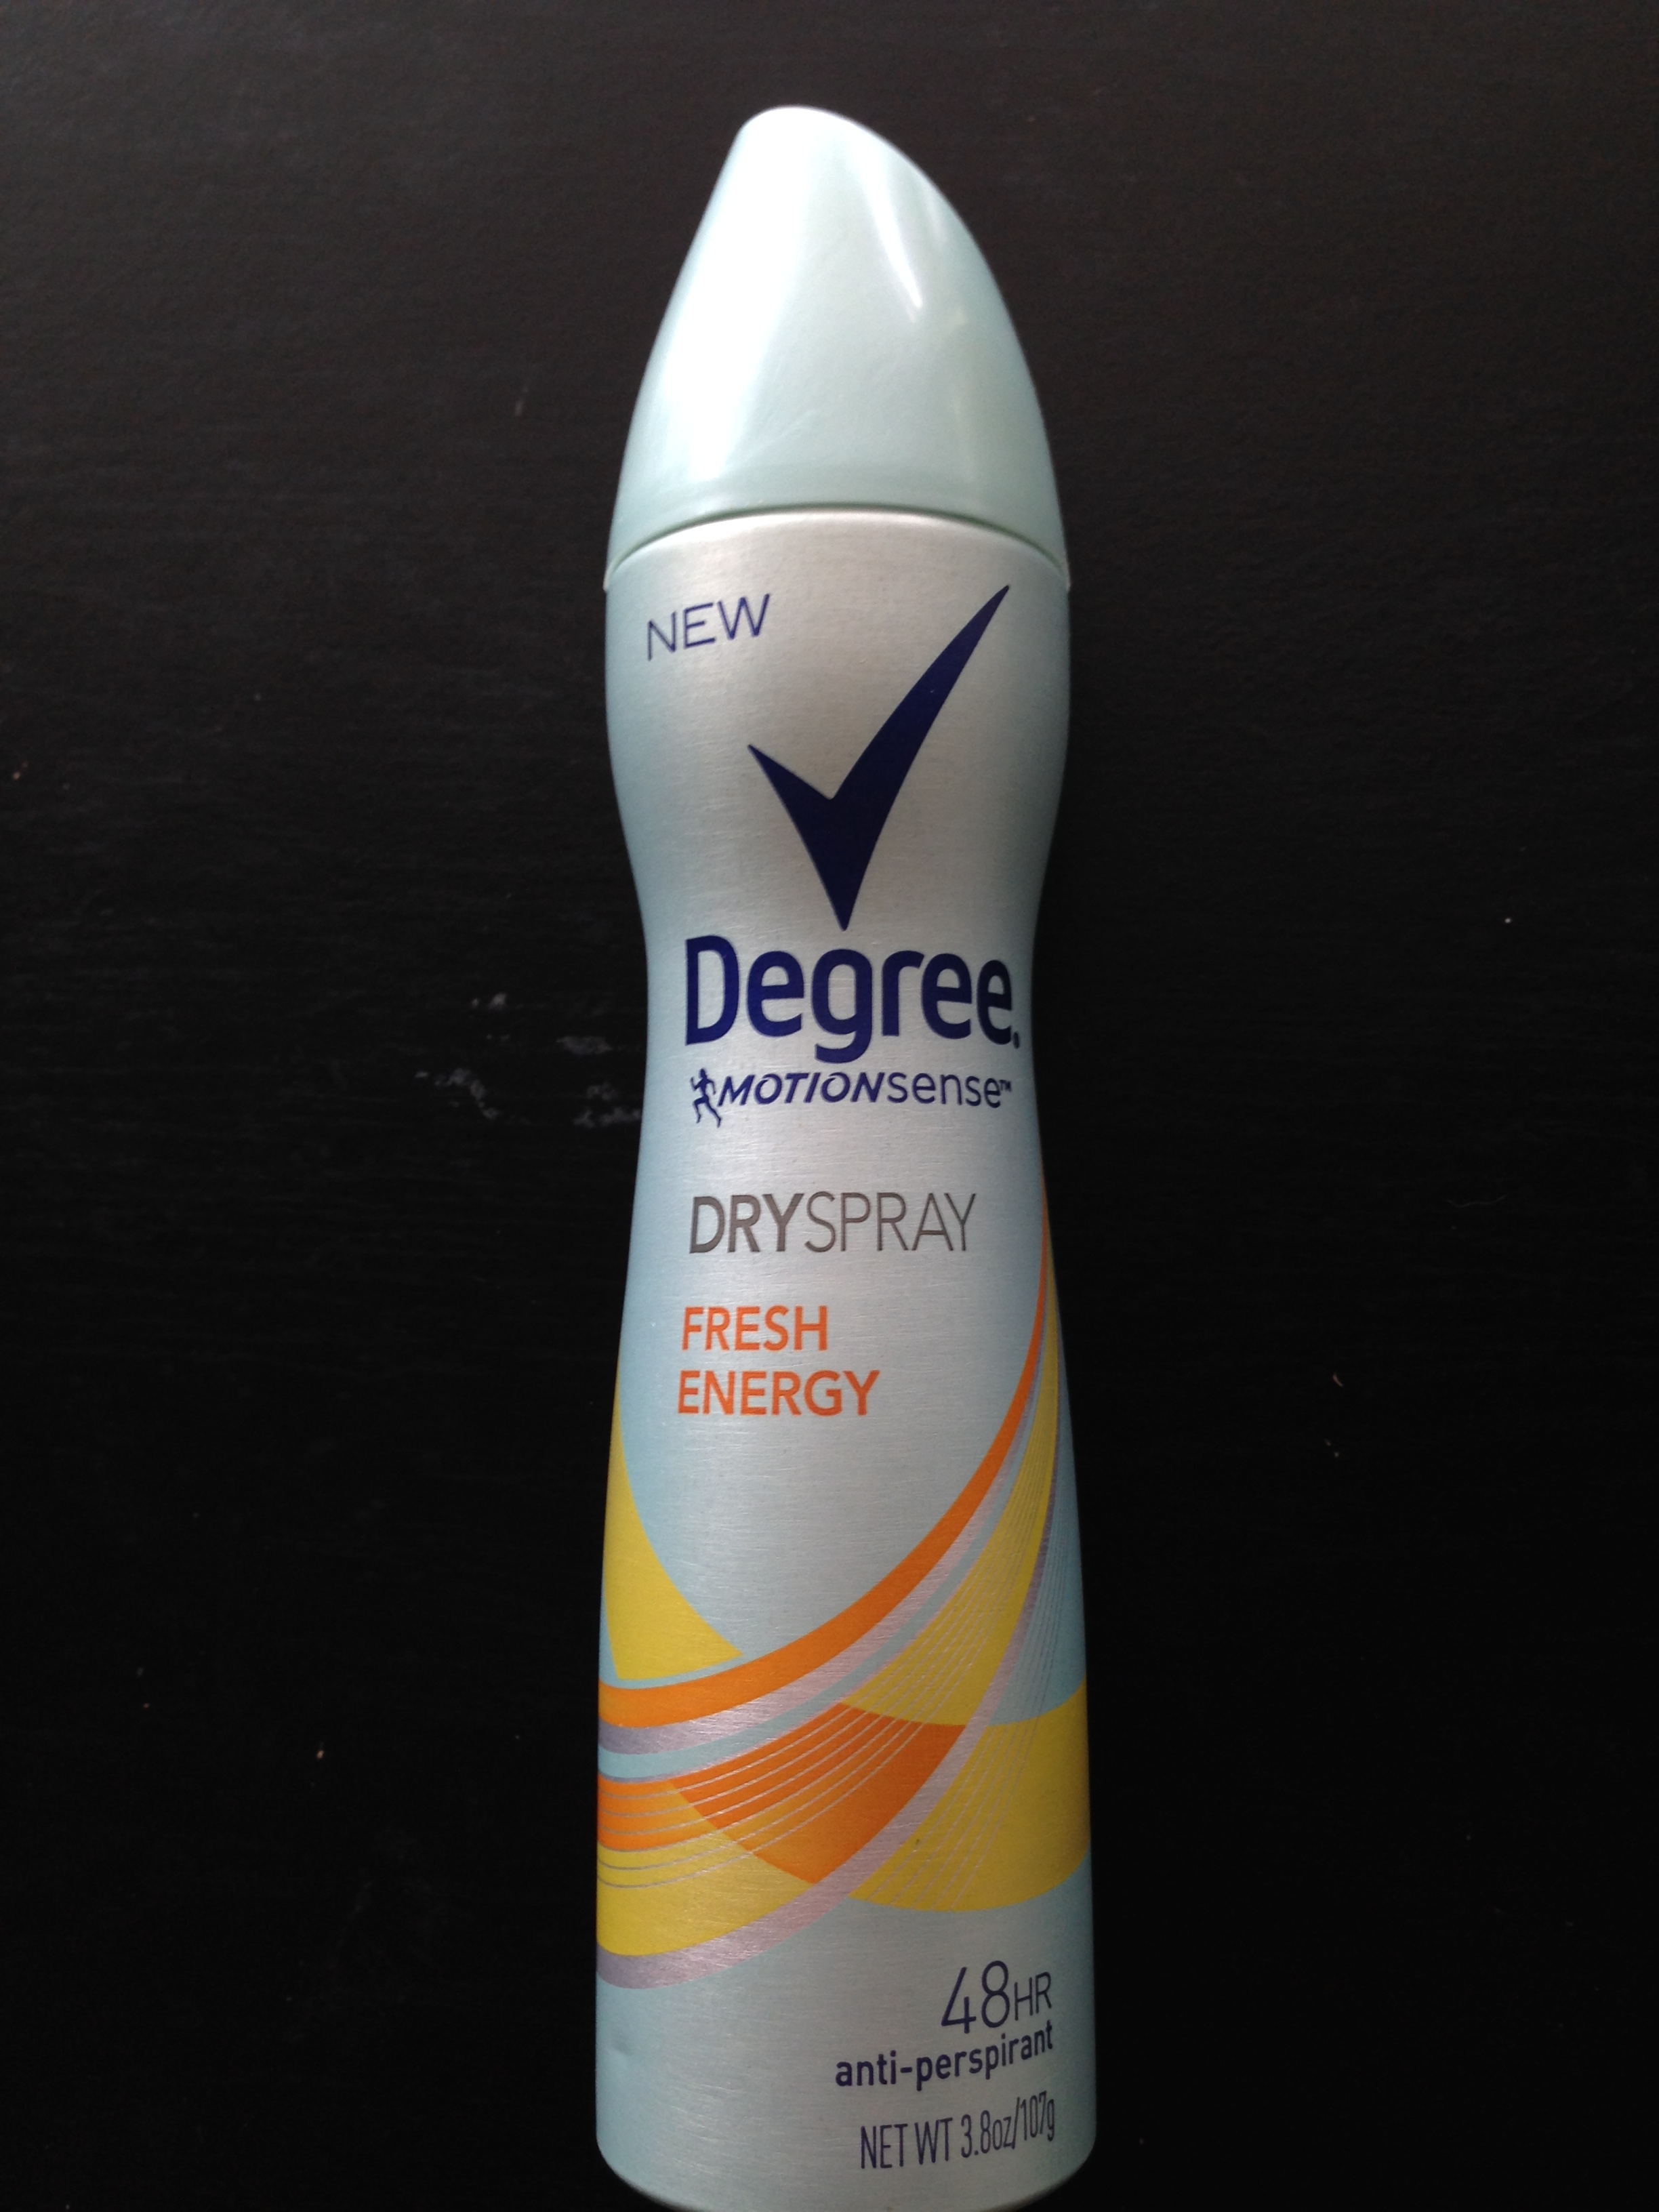 NEW
Degree®
MOTIONsense™
DRYSPRAY
FRESH
ENERGY
48HR
anti-perspirant
NET WT 3.8oz/107g